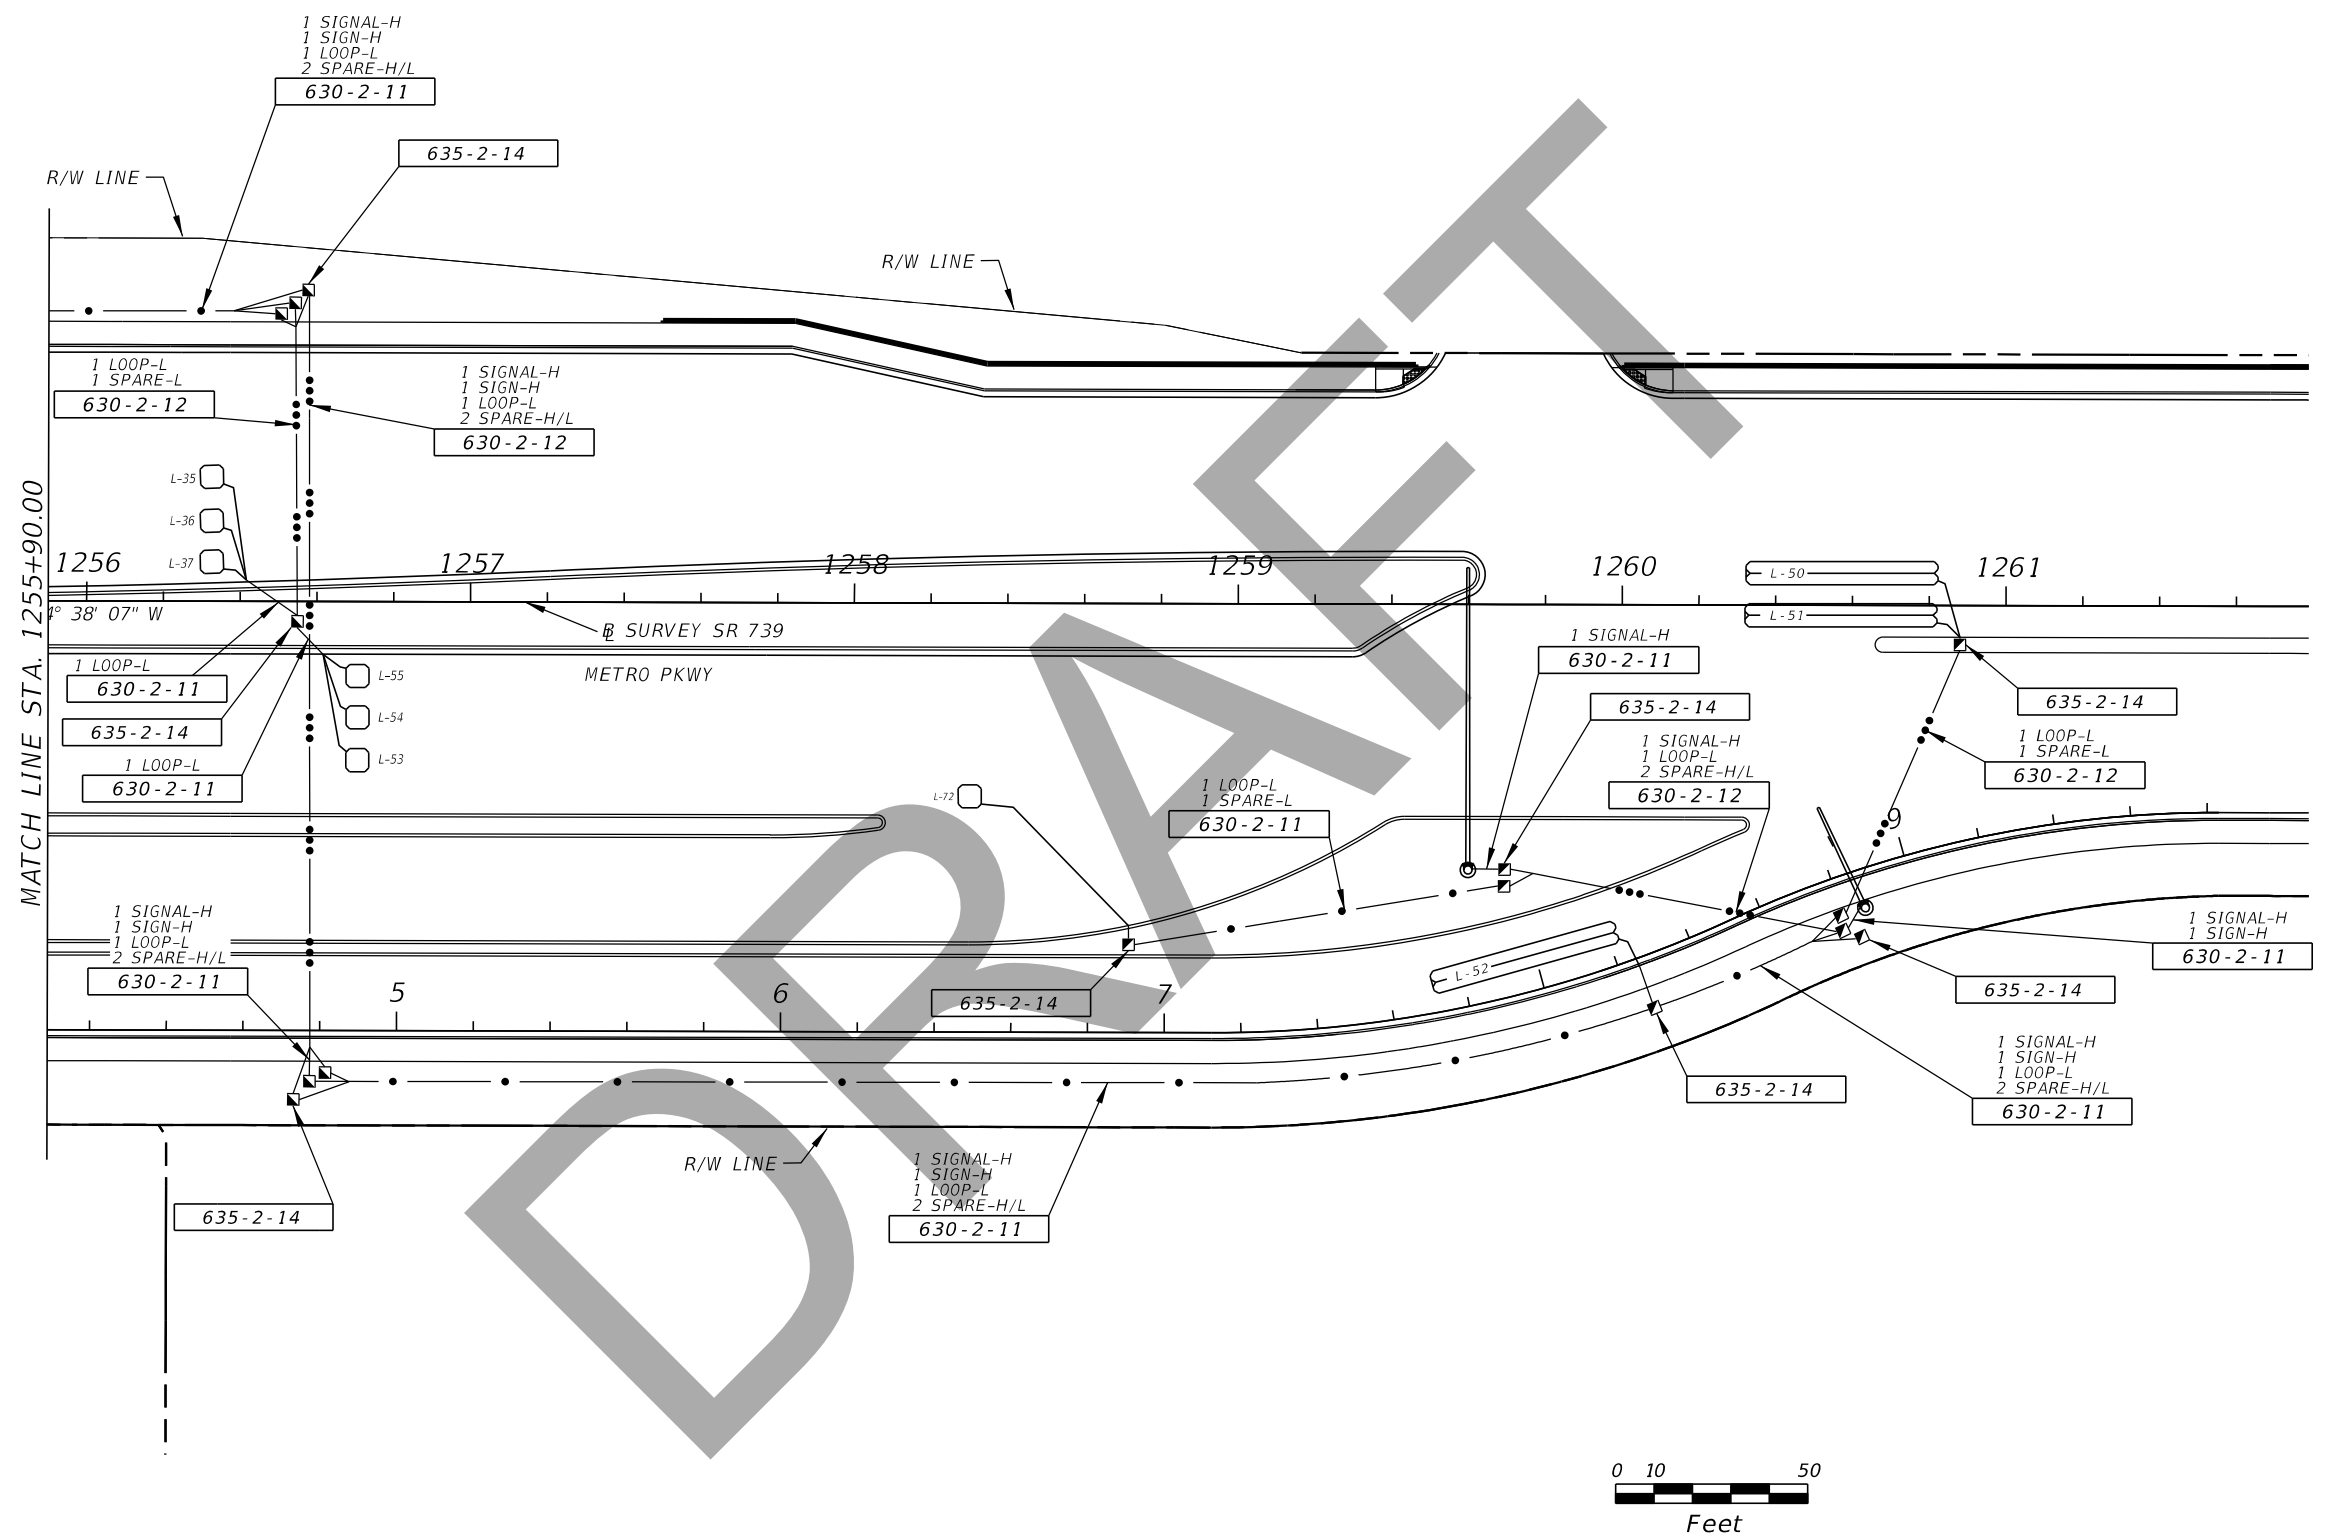 1 SIGNAL-H
1 SIGN-H
1 LOOP-L
2 SPARE-H/L
630-2-11
635-2-14
R/W LINE
R/W LINE
1 LOOP-L
1 SPARE-L
630-2-12
1 SIGNAL-H
1 SIGN-H
1 LOOP-L
2 SPARE-H/L
630-2-12
L-35
L-36
L-37
MATCH LINE STA. 1255+90.00
1256
1257
1258
1259
1260
1261
L-50
L-51
4° 38' 07" W
B SURVEY SR 739
METRO PKWY
1 LOOP-L
630-2-11
635-2-14
1 LOOP-L
630-2-11
L-55
L-54
L-53
1 SIGNAL-H
630-2-11
635-2-14
635-2-14
1 SIGNAL-H
1 LOOP-L
2 SPARE-H/L
630-2-12
1 LOOP-L
1 SPARE-L
630-2-12
L-72
1 LOOP-L
1 SPARE-L
630-2-11
9
1 SIGNAL-H
1 SIGN-H
1 LOOP-L
2 SPARE-H/L
630-2-11
1 SIGNAL-H
1 SIGN-H
630-2-11
L-52
635-2-14
635-2-14
5
6
7
1 SIGNAL-H
1 SIGN-H
1 LOOP-L
2 SPARE-H/L
630-2-11
635-2-14
R/W LINE
1 SIGNAL-H
1 SIGN-H
1 LOOP-L
2 SPARE-H/L
630-2-11
635-2-14
DRAFT
0 10 50
Feet